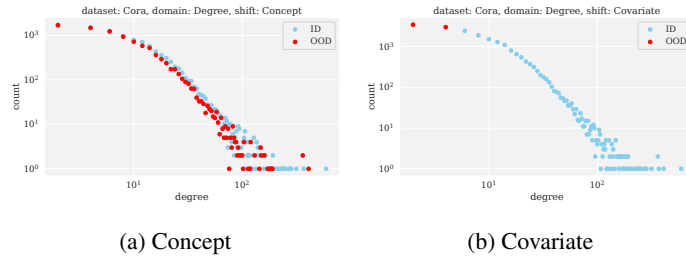 dataset: Cora, domain: Degree, shift: Concept
ID
OOD
count
10³
10²
10¹
10⁰
10¹
10²
degree
(a) Concept
dataset: Cora, domain: Degree, shift: Covariate
ID
OOD
count
10³
10²
10¹
10⁰
10¹
10²
degree
(b) Covariate